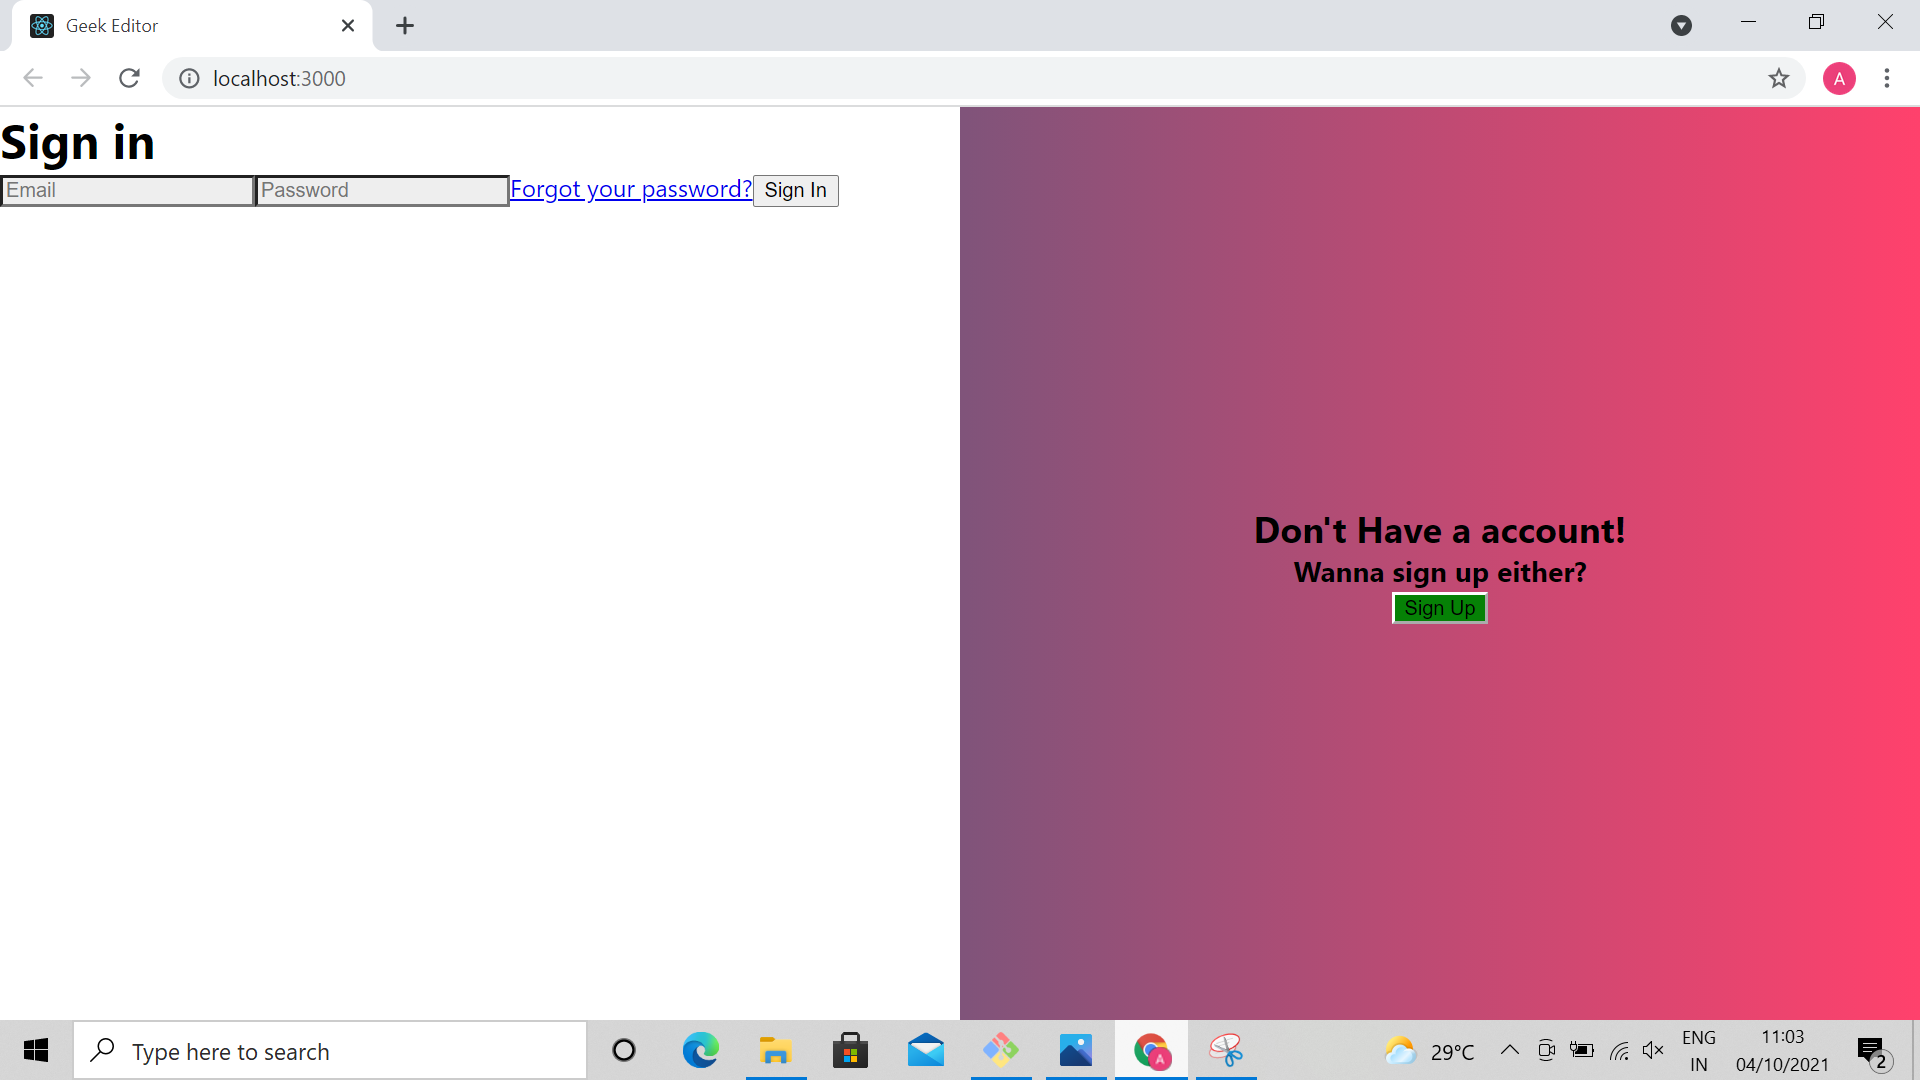 Geek Editor
localhost:3000
A
Sign in
Email Password Forgot your password? Sign In
Don't Have a account!
Wanna sign up either?
Sign Up
Type here to search
A
29°C
ENG
IN
11:03
04/10/2021
2